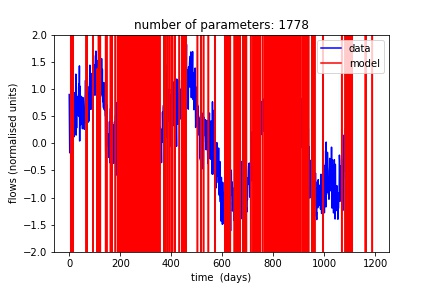 number of parameters: 1778
data
model
flows (normalised units)
2.0
1.5
1.0
0.5
0.0
−0.5
−1.0
−1.5
−2.0
0 200 400 600 800 1000 1200
time (days)